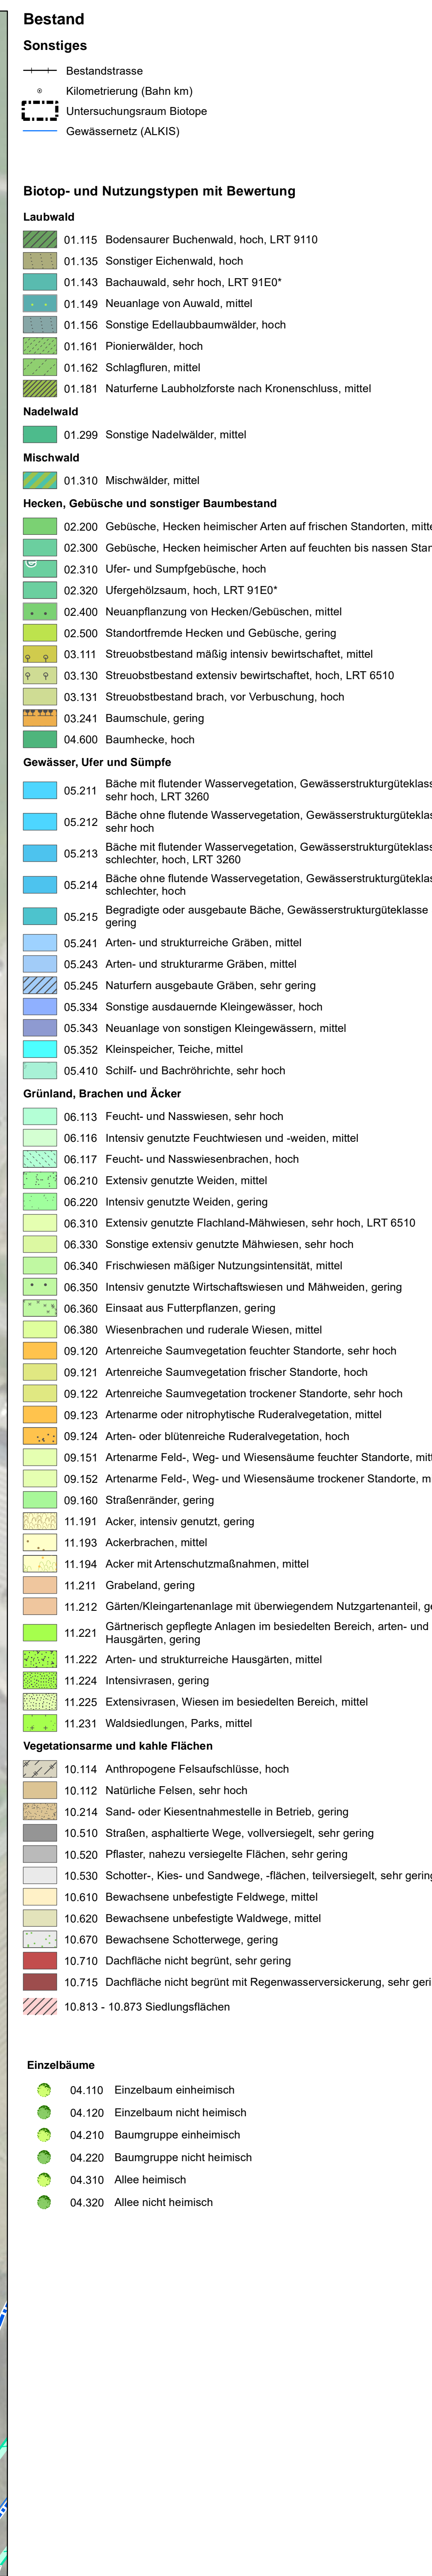 Bestand
Sonstiges
Bestandstrasse
Kilometrierung (Bahn km)
Untersuchungsraum Biotope
Gewässernetz (ALKIS)
Biotop- und Nutzungstypen mit Bewertung
Laubwald
01.115 Bodensaurer Buchenwald, hoch, LRT 9110
01.135 Sonstiger Eichenwald, hoch
01.143 Bachauwald, sehr hoch, LRT 91E0*
01.149 Neuanlage von Auwald, mittel
01.156 Sonstige Edellaubbaumwälder, hoch
01.161 Pionierwälder, hoch
01.162 Schlagfluren, mittel
01.181 Naturferne Laubholzforste nach Kronenschluss, mittel
Nadelwald
01.299 Sonstige Nadelwälder, mittel
Mischwald
01.310 Mischwälder, mittel
Hecken, Gebüsche und sonstiger Baumbestand
02.200 Gebüsche, Hecken heimischer Arten auf frischen Standorten, mitte
02.300 Gebüsche, Hecken heimischer Arten auf feuchten bis nassen Stan
02.310 Ufer- und Sumpfgebüsche, hoch
02.320 Ufergehölzsaum, hoch, LRT 91E0*
02.400 Neuanpflanzung von Hecken/Gebüschen, mittel
02.500 Standortfremde Hecken und Gebüsche, gering
03.111 Streuobstbestand mäßig intensiv bewirtschaftet, mittel
03.130 Streuobstbestand extensiv bewirtschaftet, hoch, LRT 6510
03.131 Streuobstbestand brach, vor Verbuschung, hoch
03.241 Baumschule, gering
04.600 Baumhecke, hoch
Gewässer, Ufer und Sümpfe
05.211 Bäche mit flutender Wasservegetation, Gewässerstrukturgüteklass
sehr hoch, LRT 3260
05.212 Bäche ohne flutende Wasservegetation, Gewässerstrukturgüteklas
sehr hoch
05.213 Bäche mit flutender Wasservegetation, Gewässerstrukturgüteklass
schlechter, hoch, LRT 3260
05.214 Bäche ohne flutende Wasservegetation, Gewässerstrukturgüteklas
schlechter, hoch
05.215 Begradigte oder ausgebaute Bäche, Gewässerstrukturgüteklasse
gering
05.241 Arten- und strukturreiche Gräben, mittel
05.243 Arten- und strukturarme Gräben, mittel
05.245 Naturfern ausgebaute Gräben, sehr gering
05.334 Sonstige ausdauernde Kleingewässer, hoch
05.343 Neuanlage von sonstigen Kleingewässern, mittel
05.352 Kleinspeicher, Teiche, mittel
05.410 Schilf- und Bachröhrichte, sehr hoch
Grünland, Brachen und Äcker
06.113 Feucht- und Nasswiesen, sehr hoch
06.116 Intensiv genutzte Feuchtwiesen und -weiden, mittel
06.117 Feucht- und Nasswiesenbrachen, hoch
06.210 Extensiv genutzte Weiden, mittel
06.220 Intensiv genutzte Weiden, gering
06.310 Extensiv genutzte Flachland-Mähwiesen, sehr hoch, LRT 6510
06.330 Sonstige extensiv genutzte Mähwiesen, sehr hoch
06.340 Frischwiesen mäßiger Nutzungsintensität, mittel
06.350 Intensiv genutzte Wirtschaftswiesen und Mähweiden, gering
06.360 Einsaat aus Futterpflanzen, gering
06.380 Wiesenbrachen und ruderale Wiesen, mittel
09.120 Artenreiche Saumvegetation feuchter Standorte, sehr hoch
09.121 Artenreiche Saumvegetation frischer Standorte, hoch
09.122 Artenreiche Saumvegetation trockener Standorte, sehr hoch
09.123 Artenarme oder nitrophytische Ruderalvegetation, mittel
09.124 Arten- oder blütenreiche Ruderalvegetation, hoch
09.151 Artenarme Feld-, Weg- und Wiesensäume feuchter Standorte, mitt
09.152 Artenarme Feld-, Weg- und Wiesensäume trockener Standorte, m
09.160 Straßenränder, gering
11.191 Acker, intensiv genutzt, gering
11.193 Ackerbrachen, mittel
11.194 Acker mit Artenschutzmaßnahmen, mittel
11.211 Grabeland, gering
11.212 Gärten/Kleingartenanlage mit überwiegendem Nutzgartenanteil, ge
11.221 Gärtnerisch gepflegte Anlagen im besiedelten Bereich, arten- und
Hausgärten, gering
11.222 Arten- und strukturreiche Hausgärten, mittel
11.224 Intensivrasen, gering
11.225 Extensivrasen, Wiesen im besiedelten Bereich, mittel
11.231 Waldsiedlungen, Parks, mittel
Vegetationsarme und kahle Flächen
10.114 Anthropogene Felsaufschlüsse, hoch
10.112 Natürliche Felsen, sehr hoch
10.214 Sand- oder Kiesentnahmestelle in Betrieb, gering
10.510 Straßen, asphaltierte Wege, vollversiegelt, sehr gering
10.520 Pflaster, nahezu versiegelte Flächen, sehr gering
10.530 Schotter-, Kies- und Sandwege, -flächen, teilversiegelt, sehr gering
10.610 Bewachsene unbefestigte Feldwege, mittel
10.620 Bewachsene unbefestigte Waldwege, mittel
10.670 Bewachsene Schotterwege, gering
10.710 Dachfläche nicht begrünt, sehr gering
10.715 Dachfläche nicht begrünt mit Regenwasserversickerung, sehr geri
10.813 - 10.873 Siedlungsflächen
Einzelbäume
04.110 Einzelbaum einheimisch
04.120 Einzelbaum nicht heimisch
04.210 Baumgruppe einheimisch
04.220 Baumgruppe nicht heimisch
04.310 Allee heimisch
04.320 Allee nicht heimisch